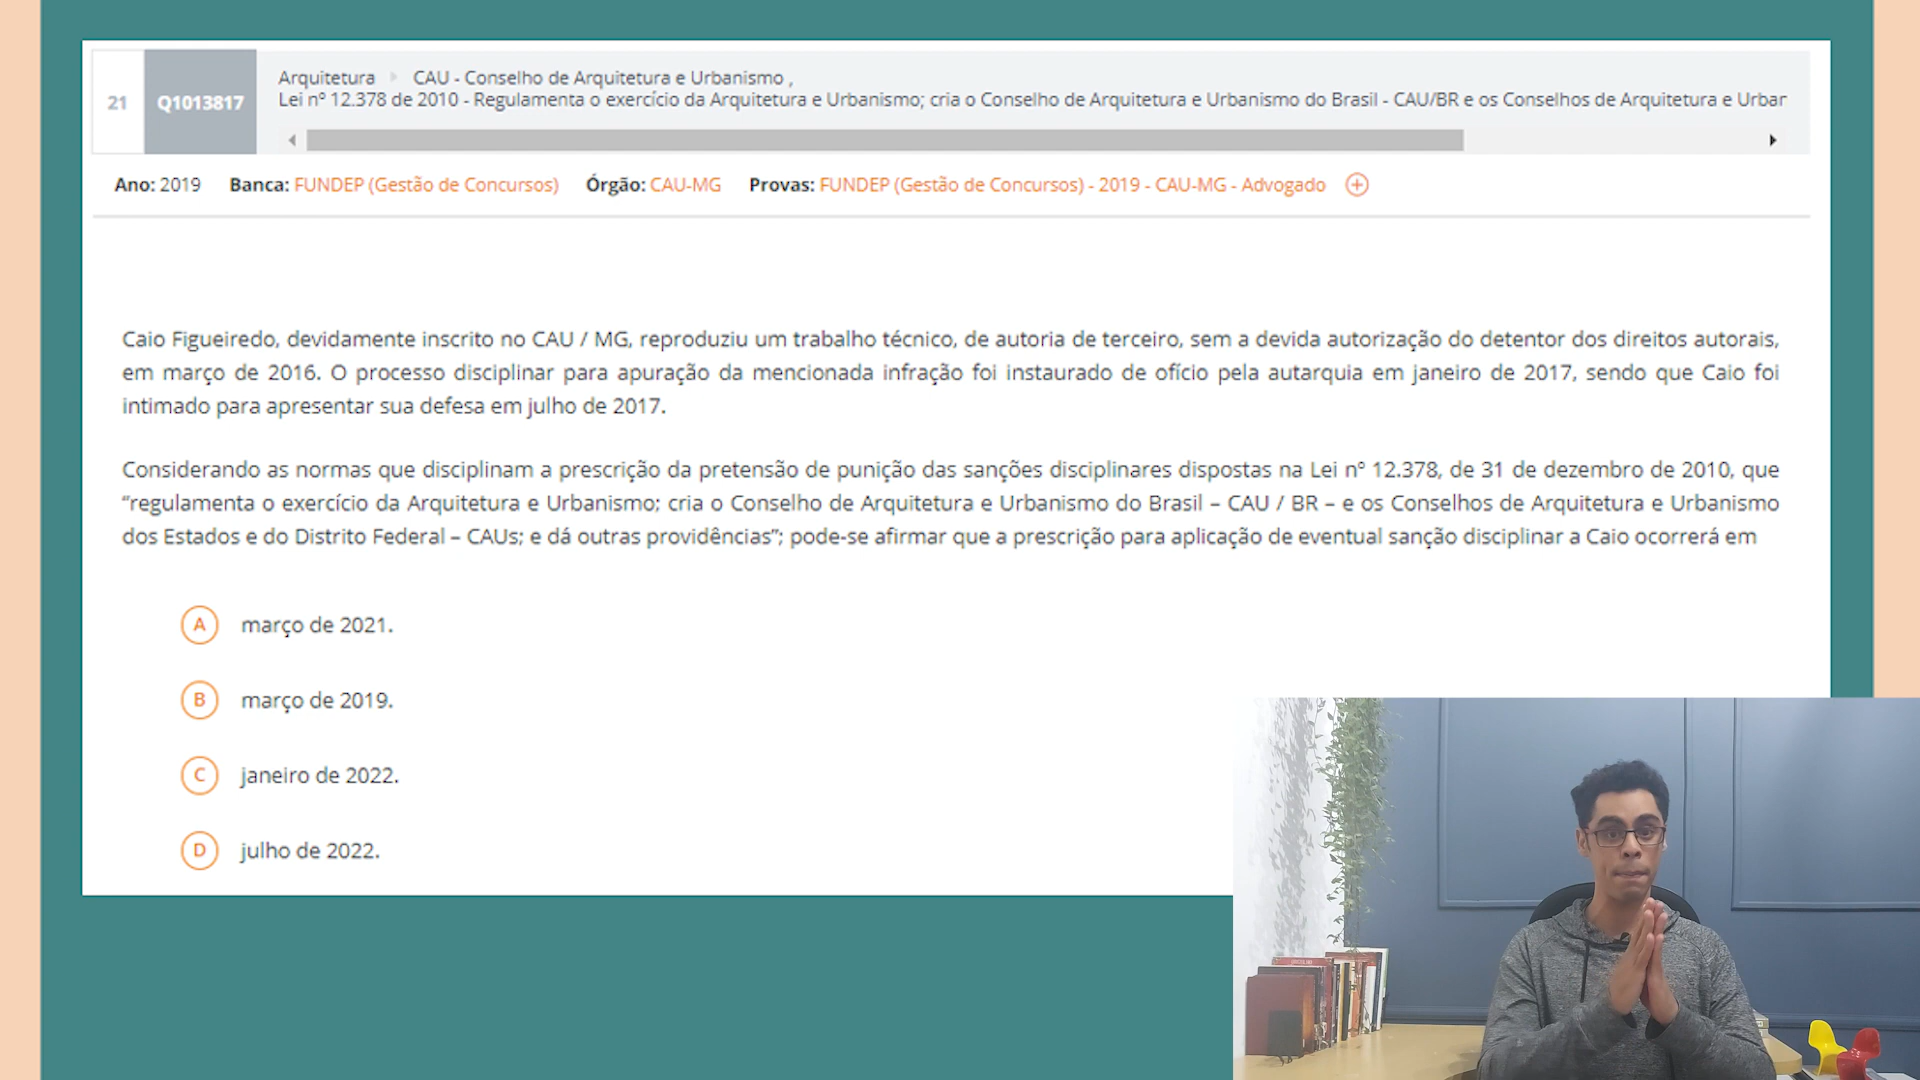 21
Q1013817
Arquitetura CAU - Conselho de Arquitetura e Urbanismo ,
Lei nº 12.378 de 2010 - Regulamenta o exercício da Arquitetura e Urbanismo; cria o Conselho de Arquitetura e Urbanismo do Brasil - CAU/BR e os Conselhos de Arquitetura e Urbar
Ano: 2019 Banca: FUNDEP (Gestão de Concursos) Órgão: CAU-MG Provas: FUNDEP (Gestão de Concursos) - 2019 - CAU-MG - Advogado
Caio Figueiredo, devidamente inscrito no CAU / MG, reproduziu um trabalho técnico, de autoria de terceiro, sem a devida autorização do detentor dos direitos autorais,
em março de 2016. O processo disciplinar para apuração da mencionada infração foi instaurado de ofício pela autarquia em janeiro de 2017, sendo que Caio foi
intimado para apresentar sua defesa em julho de 2017.
Considerando as normas que disciplinam a prescrição da pretensão de punição das sanções disciplinares dispostas na Lei nº 12.378, de 31 de dezembro de 2010, que
“regulamenta o exercício da Arquitetura e Urbanismo; cria o Conselho de Arquitetura e Urbanismo do Brasil – CAU / BR – e os Conselhos de Arquitetura e Urbanismo
dos Estados e do Distrito Federal – CAUs; e dá outras providências”; pode-se afirmar que a prescrição para aplicação de eventual sanção disciplinar a Caio ocorrerá em
A março de 2021.
B março de 2019.
C janeiro de 2022.
D julho de 2022.